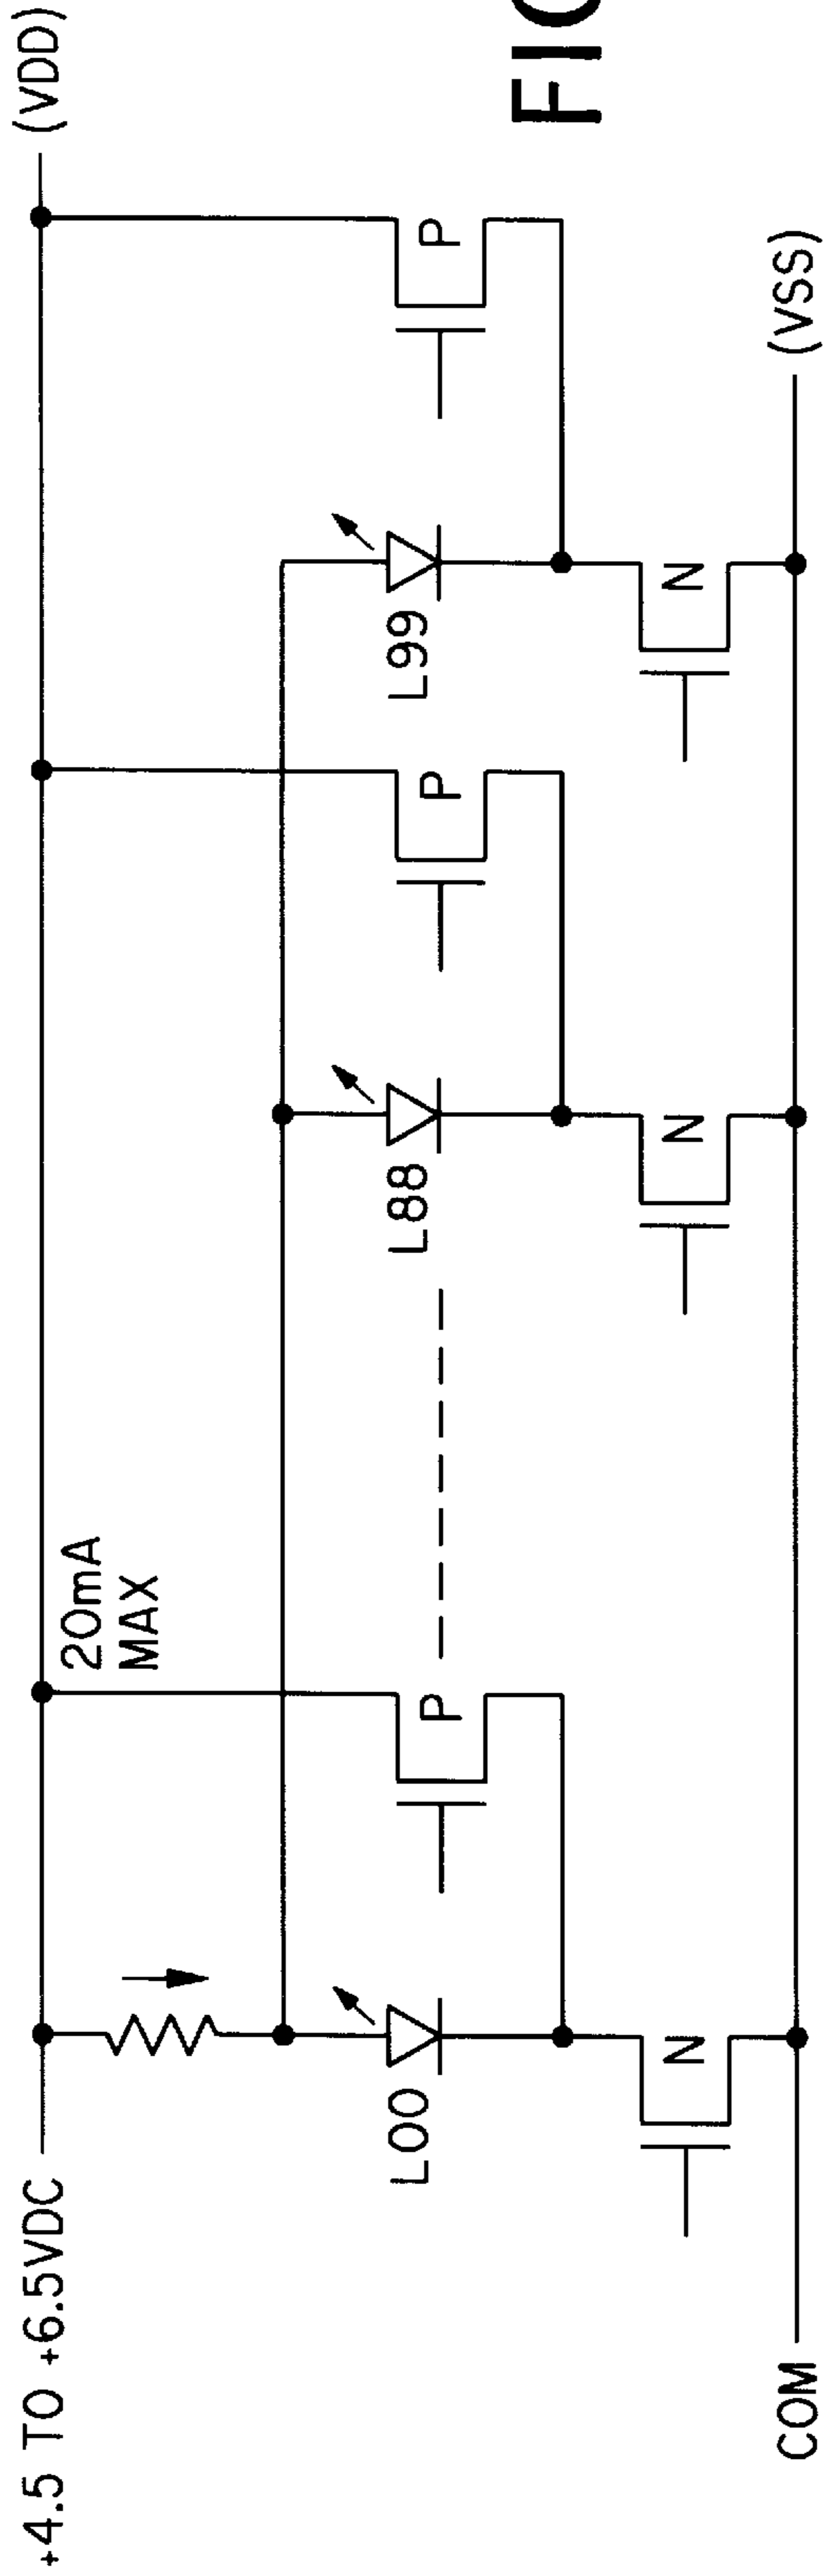 +4.5 TO +6.5VDC
(VDD)
20mA
MAX
L00
P
L88
P
L99
P
N
N
N
COM
(VSS)
FIG